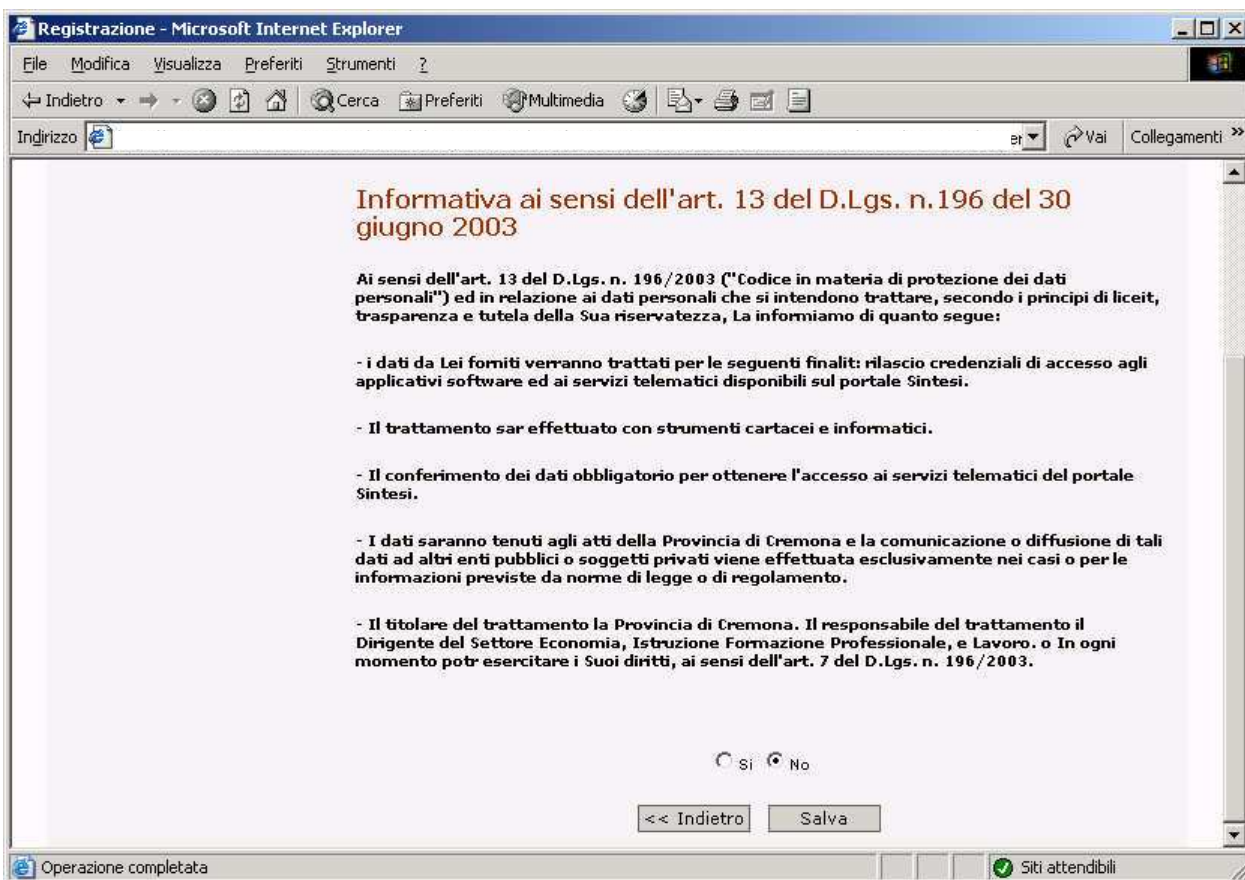 Registrazione - Microsoft Internet Explorer
File Modifica Visualizza Preferiti Strumenti ?
Indietro Cerca Preferiti Multimedia
Indirizzo er Vai Collegamenti »
Informativa ai sensi dell'art. 13 del D.Lgs. n.196 del 30
giugno 2003
Ai sensi dell'art. 13 del D.Lgs. n. 196/2003 ("Codice in materia di protezione dei dati
personali") ed in relazione ai dati personali che si intendono trattare, secondo i principi di liceit,
trasparenza e tutela della Sua riservatezza, La informiamo di quanto segue:
- i dati da Lei forniti verranno trattati per le seguenti finalit: rilascio credenziali di accesso agli
applicativi software ed ai servizi telematici disponibili sul portale Sintesi.
- Il trattamento sar effettuato con strumenti cartacei e informatici.
- Il conferimento dei dati obbligatorio per ottenere l'accesso ai servizi telematici del portale
Sintesi.
- I dati saranno tenuti agli atti della Provincia di Cremona e la comunicazione o diffusione di tali
dati ad altri enti pubblici o soggetti privati viene effettuata esclusivamente nei casi o per le
informazioni previste da norme di legge o di regolamento.
- Il titolare del trattamento la Provincia di Cremona. Il responsabile del trattamento il
Dirigente del Settore Economia, Istruzione Formazione Professionale, e Lavoro. o In ogni
momento potr esercitare i Suoi diritti, ai sensi dell'art. 7 del D.Lgs. n. 196/2003.
Si No
<< Indietro Salva
Operazione completata Siti attendibili